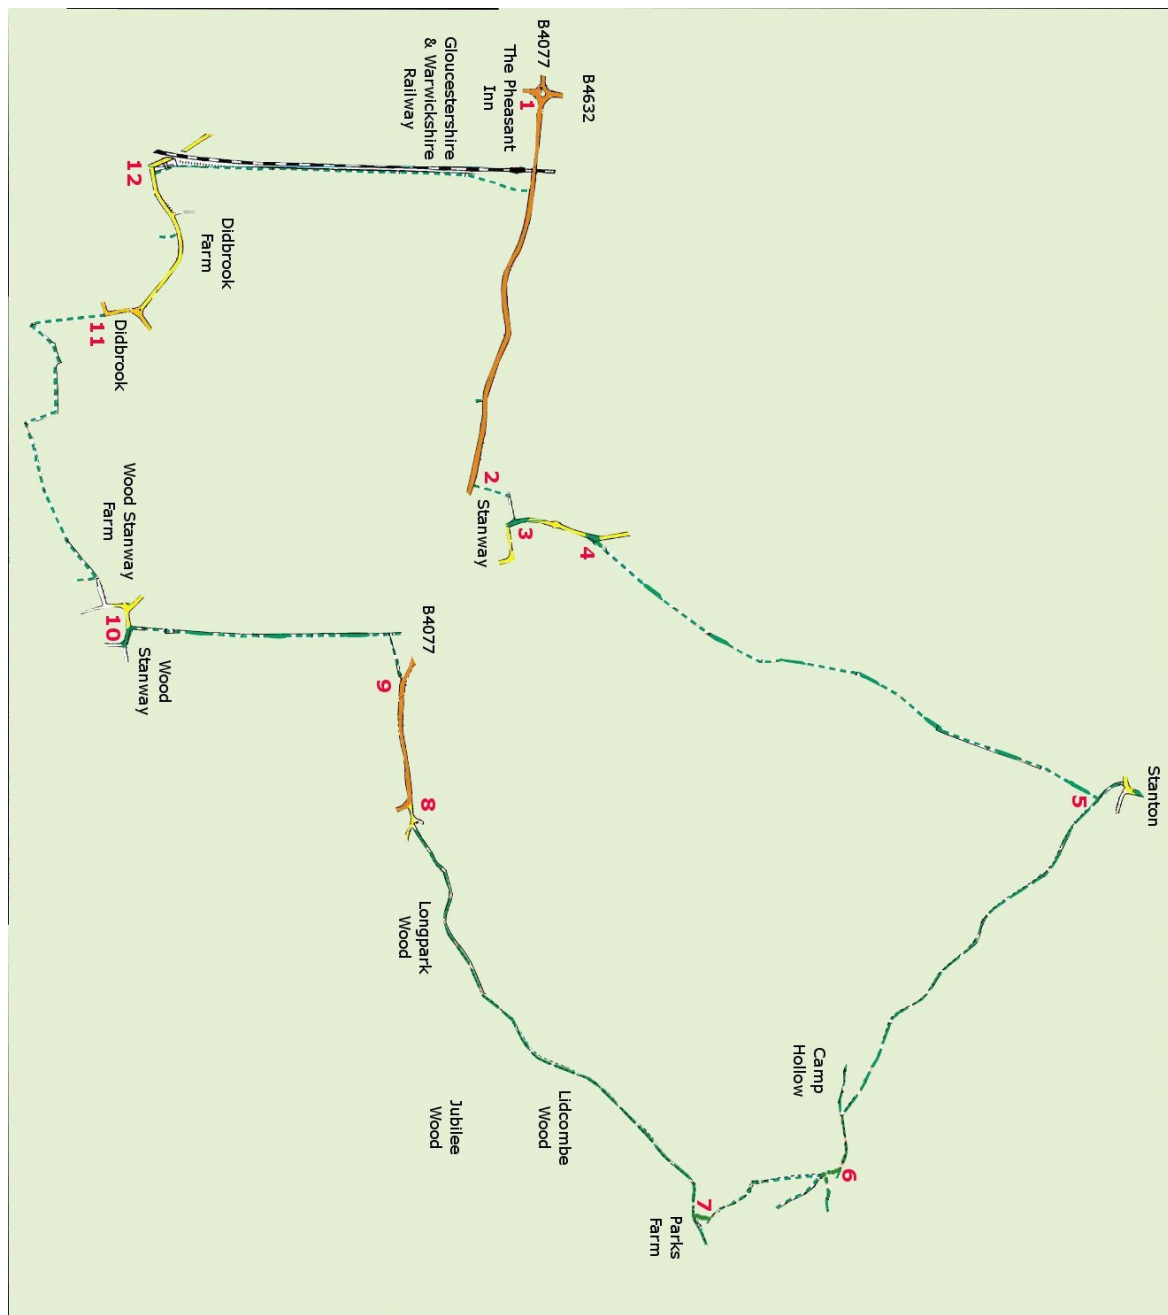 B4632
B4077
The Pheasant
Inn
1
Gloucestershire
& Warwickshire
Railway
12
Didbrook
Farm
Didbrook
11
2
Stanway
3
4
Wood Stanway
Farm
10
Wood
Stanway
B4077
9
8
Stanton
5
Longpark
Wood
Camp
Hollow
Lidcombe
Wood
Jubilee
Wood
6
7
Parks
Farm